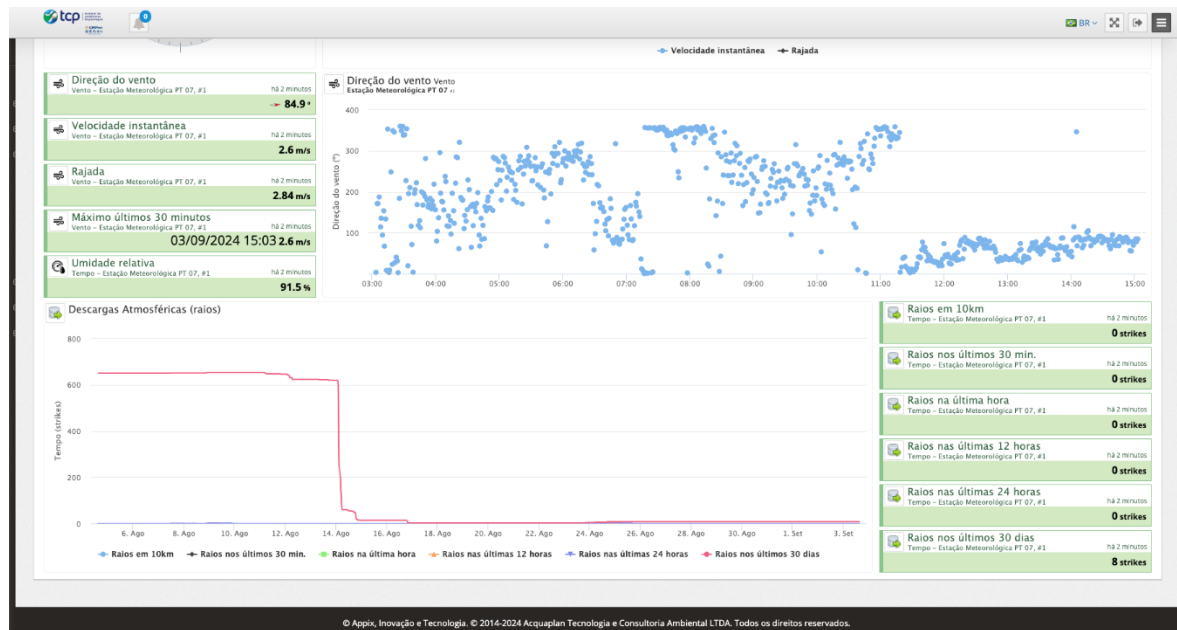 tcp
0
BR
Velocidade instantânea Rajada
Direção do vento
Vento – Estação Meteorológica PT 07, #1
há 2 minutos
84.9 °
Velocidade instantânea
Vento – Estação Meteorológica PT 07, #1
há 2 minutos
2.6 m/s
Rajada
Vento – Estação Meteorológica PT 07, #1
há 2 minutos
2.84 m/s
Máximo últimos 30 minutos
Vento – Estação Meteorológica PT 07, #1
há 2 minutos
03/09/2024 15:03 2.6 m/s
Umidade relativa
Tempo – Estação Meteorológica PT 07, #1
há 2 minutos
91.5 %
Direção do vento Vento
Estação Meteorológica PT 07 #1
Direção do vento (°)
400
300
200
100
03:00 04:00 05:00 06:00 07:00 08:00 09:00 10:00 11:00 12:00 13:00 14:00 15:00
Descargas Atmosféricas (raios)
Tempo (strikes)
800
600
400
200
0
6. Ago 8. Ago 10. Ago 12. Ago 14. Ago 16. Ago 18. Ago 20. Ago 22. Ago 24. Ago 26. Ago 28. Ago 30. Ago 1. Set 3. Set
Raios em 10km Raios nos últimos 30 min. Raios na última hora Raios nas últimas 12 horas Raios nas últimas 24 horas Raios nos últimos 30 dias
Raios em 10km
Tempo – Estação Meteorológica PT 07, #1
há 2 minutos
0 strikes
Raios nos últimos 30 min.
Tempo – Estação Meteorológica PT 07, #1
há 2 minutos
0 strikes
Raios na última hora
Tempo – Estação Meteorológica PT 07, #1
há 2 minutos
0 strikes
Raios nas últimas 12 horas
Tempo – Estação Meteorológica PT 07, #1
há 2 minutos
0 strikes
Raios nas últimas 24 horas
Tempo – Estação Meteorológica PT 07, #1
há 2 minutos
0 strikes
Raios nos últimos 30 dias
Tempo – Estação Meteorológica PT 07, #1
há 2 minutos
8 strikes
© Appix, Inovação e Tecnologia. © 2014-2024 Acquaplan Tecnologia e Consultoria Ambiental LTDA. Todos os direitos reservados.